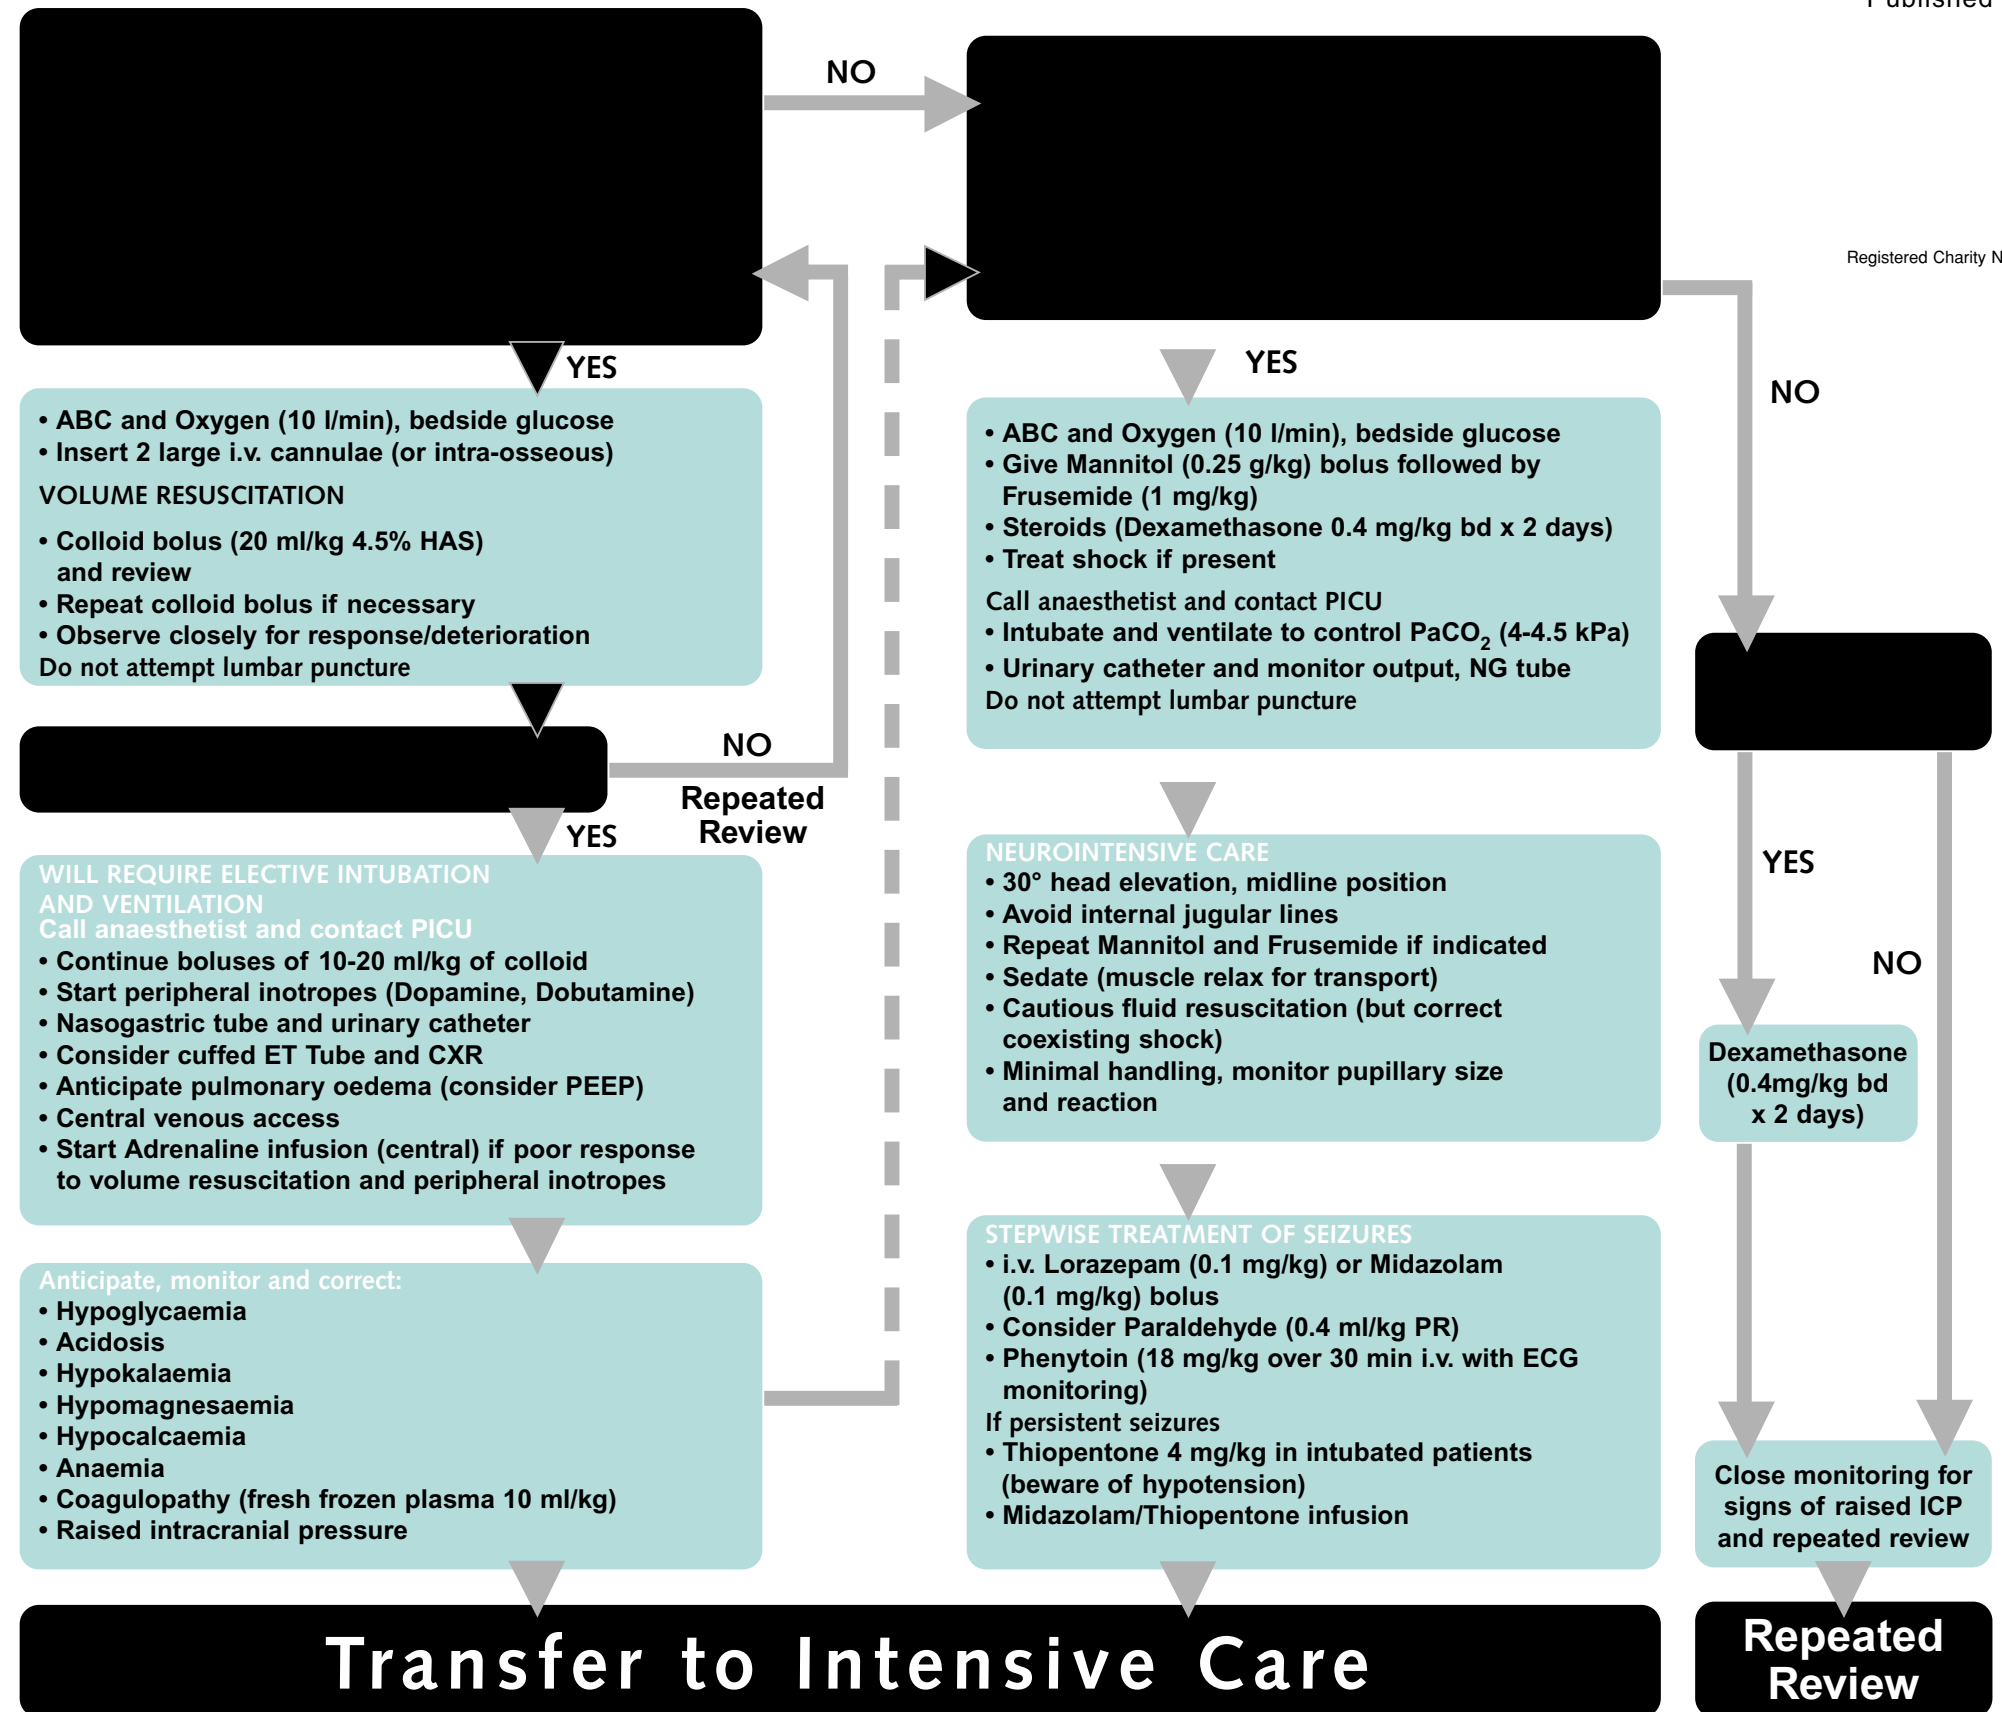 Published
NO
Registered Charity N
YES
• ABC and Oxygen (10 l/min), bedside glucose
• Insert 2 large i.v. cannulae (or intra-osseous)
VOLUME RESUSCITATION
• Colloid bolus (20 ml/kg 4.5% HAS)
and review
• Repeat colloid bolus if necessary
• Observe closely for response/deterioration
Do not attempt lumbar puncture
NO
Repeated
Review
YES
WILL REQUIRE ELECTIVE INTUBATION
AND VENTILATION
Call anaesthetist and contact PICU
• Continue boluses of 10-20 ml/kg of colloid
• Start peripheral inotropes (Dopamine, Dobutamine)
• Nasogastric tube and urinary catheter
• Consider cuffed ET Tube and CXR
• Anticipate pulmonary oedema (consider PEEP)
• Central venous access
• Start Adrenaline infusion (central) if poor response
to volume resuscitation and peripheral inotropes
Anticipate, monitor and correct:
• Hypoglycaemia
• Acidosis
• Hypokalaemia
• Hypomagnesaemia
• Hypocalcaemia
• Anaemia
• Coagulopathy (fresh frozen plasma 10 ml/kg)
• Raised intracranial pressure
YES
• ABC and Oxygen (10 l/min), bedside glucose
• Give Mannitol (0.25 g/kg) bolus followed by
Frusemide (1 mg/kg)
• Steroids (Dexamethasone 0.4 mg/kg bd x 2 days)
• Treat shock if present
Call anaesthetist and contact PICU
• Intubate and ventilate to control PaCO₂ (4-4.5 kPa)
• Urinary catheter and monitor output, NG tube
Do not attempt lumbar puncture
NEUROINTENSIVE CARE
• 30° head elevation, midline position
• Avoid internal jugular lines
• Repeat Mannitol and Frusemide if indicated
• Sedate (muscle relax for transport)
• Cautious fluid resuscitation (but correct
coexisting shock)
• Minimal handling, monitor pupillary size
and reaction
STEPWISE TREATMENT OF SEIZURES
• i.v. Lorazepam (0.1 mg/kg) or Midazolam
(0.1 mg/kg) bolus
• Consider Paraldehyde (0.4 ml/kg PR)
• Phenytoin (18 mg/kg over 30 min i.v. with ECG
monitoring)
If persistent seizures
• Thiopentone 4 mg/kg in intubated patients
(beware of hypotension)
• Midazolam/Thiopentone infusion
NO
YES
NO
Dexamethasone
(0.4mg/kg bd
x 2 days)
Close monitoring for
signs of raised ICP
and repeated review
Transfer to Intensive Care
Repeated
Review